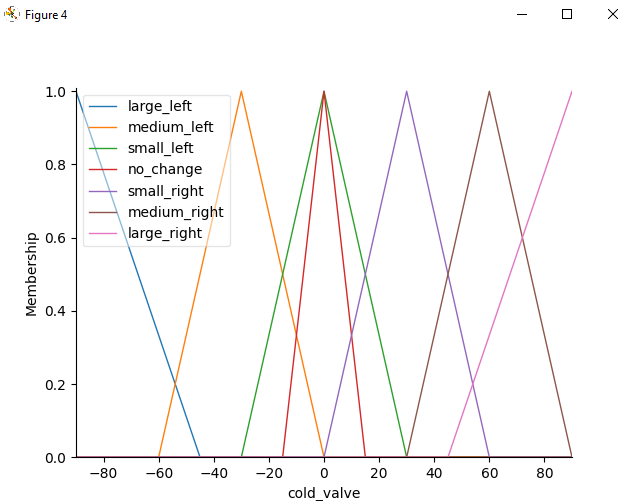 Figure 4
1.0
0.8
0.6
0.4
0.2
0.0
Membership
large_left
medium_left
small_left
no_change
small_right
medium_right
large_right
−80 −60 −40 −20 0 20 40 60 80
cold_valve